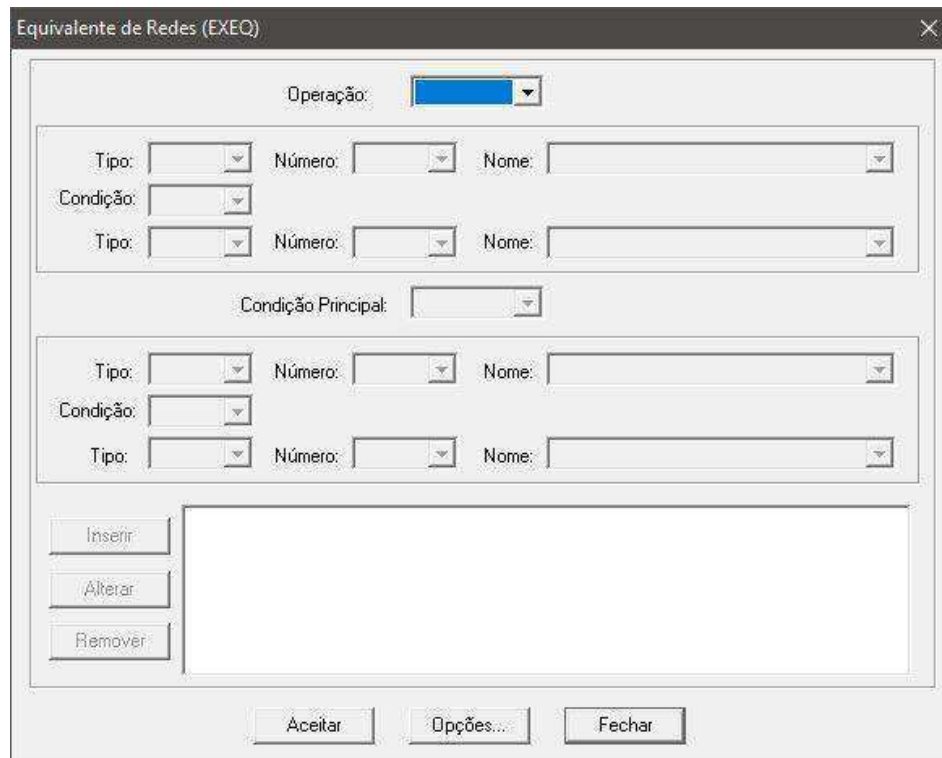 Equivalente de Redes (EXEQ)
Operação:
Tipo: Número: Nome:
Condição:
Tipo: Número: Nome:
Condição Principal:
Tipo: Número: Nome:
Condição:
Tipo: Número: Nome:
Inserir
Alterar
Remover
Aceitar Opções... Fechar